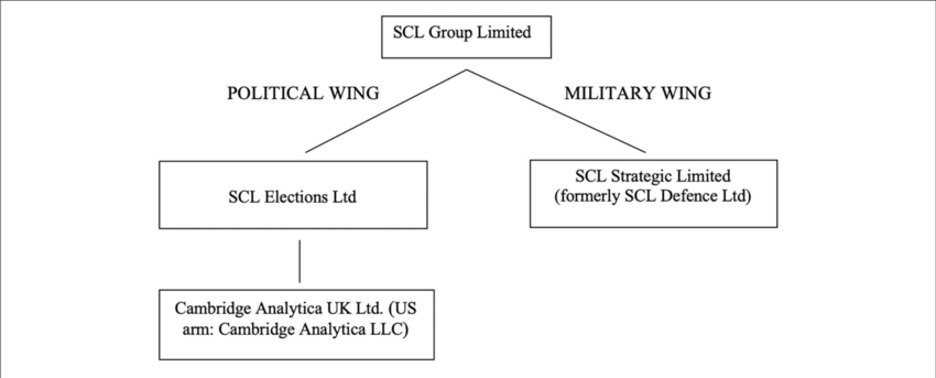 SCL Group Limited
POLITICAL WING
MILITARY WING
SCL Elections Ltd
SCL Strategic Limited
(formerly SCL Defence Ltd)
Cambridge Analytica UK Ltd. (US
arm: Cambridge Analytica LLC)